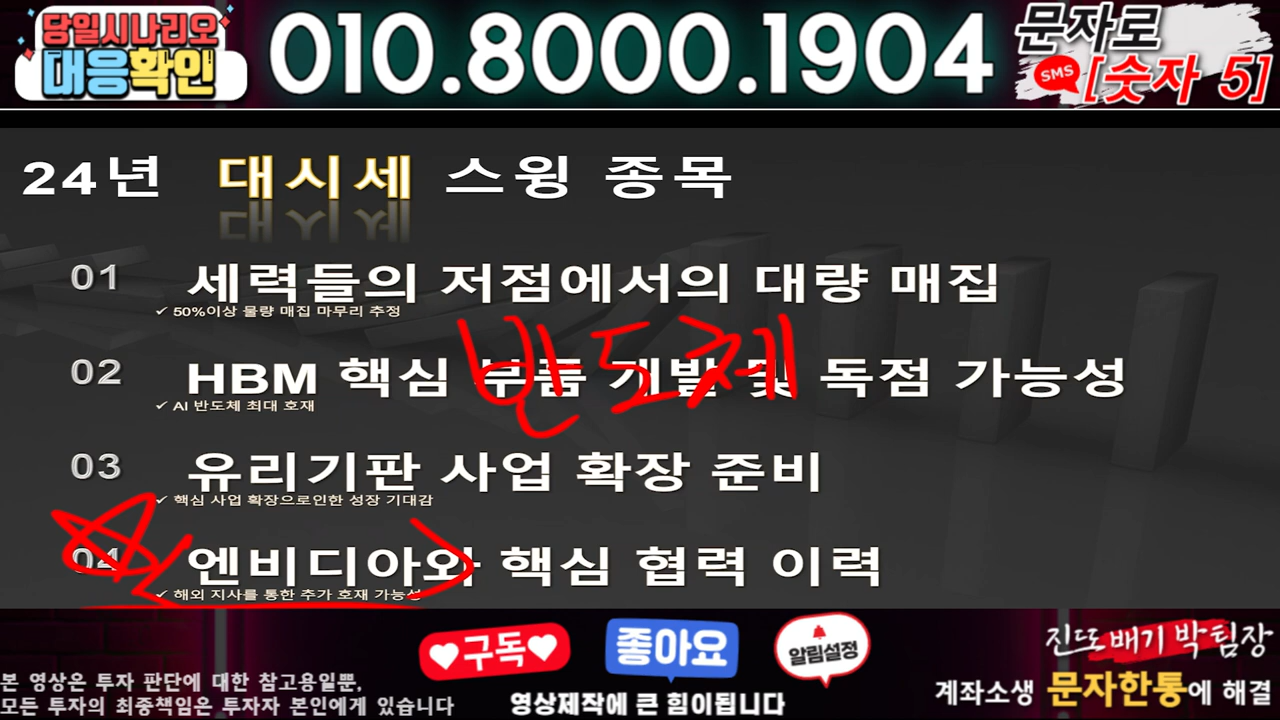 당일시나리오
대응확인
010.8000.1904
문자로
SMS [숫자 5]
24년 대시세 스윙 종목
01 세력들의 저점에서의 대량 매집
✓ 50%이상 물량 매집 마무리 추정
02 HBM 핵심 부품 개발 및 독점 가능성
반도체
✓ AI 반도체 최대 호재
03 유리기판 사업 확장 준비
✓ 핵심 사업 확장으로인한 성장 기대감
04 엔비디아와 핵심 협력 이력
✓ 해외 지사를 통한 추가 호재 가능성
구독
좋아요
알림설정
영상제작에 큰 힘이됩니다
본 영상은 투자 판단에 대한 참고용일뿐,
모든 투자의 최종책임은 투자자 본인에게 있습니다
진또배기 박팀장
계좌소생 문자한통에 해결